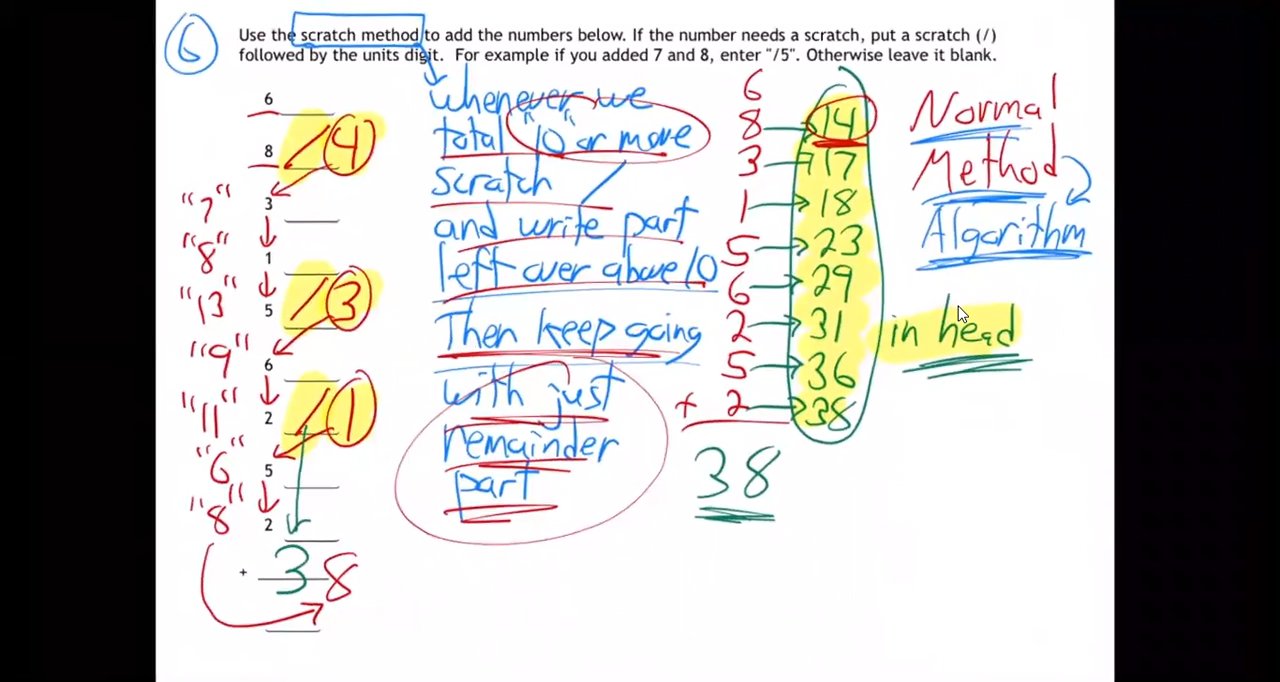 6
Use the scratch method to add the numbers below. If the number needs a scratch, put a scratch (/)
followed by the units digit. For example if you added 7 and 8, enter "/5". Otherwise leave it blank.
6
8 /4
"7" 3
"8" 1
"13" 5 /3
"9" 6
"11" 2 /1
"6" 5
"8" 2
+ 38
whenever we
total "10" or more
scratch /
and write part
left over above 10
Then keep going
with just
remainder
part
6
8 14
3 17
1 18
5 23
6 29
2 31
5 36
+ 2 38
38
Normal
Method
Algorithm
in head